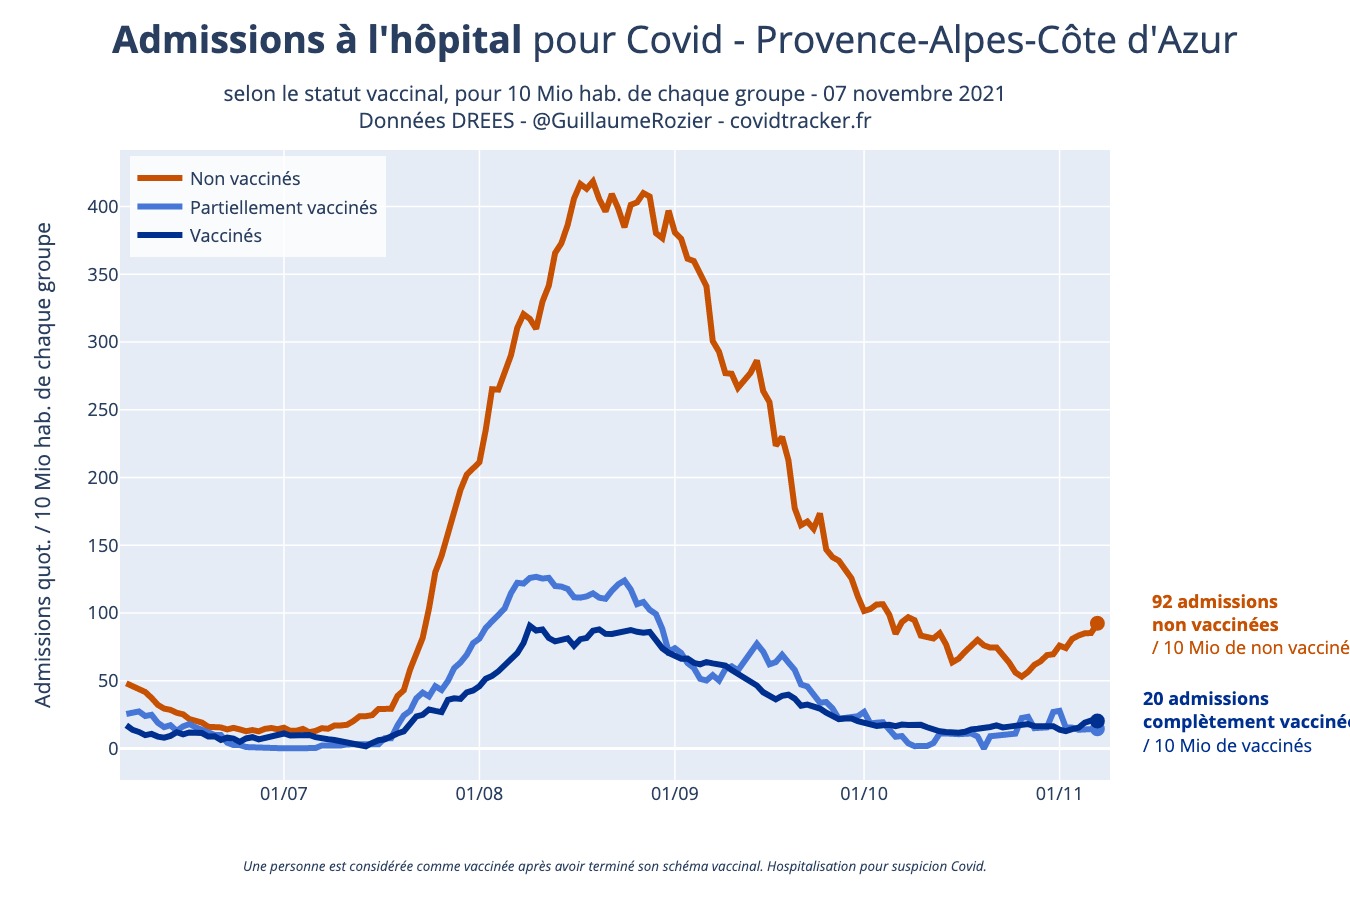 Admissions à l'hôpital pour Covid - Provence-Alpes-Côte d'Azur
selon le statut vaccinal, pour 10 Mio hab. de chaque groupe - 07 novembre 2021
Données DREES - @GuillaumeRozier - covidtracker.fr
Non vaccinés
Partiellement vaccinés
Vaccinés
Admissions quot. / 10 Mio hab. de chaque groupe
400
350
300
250
200
150
100
50
0
01/07
01/08
01/09
01/10
01/11
92 admissions
non vaccinées
/ 10 Mio de non vacciné
20 admissions
complètement vacciné
/ 10 Mio de vaccinés
Une personne est considérée comme vaccinée après avoir terminé son schéma vaccinal. Hospitalisation pour suspicion Covid.